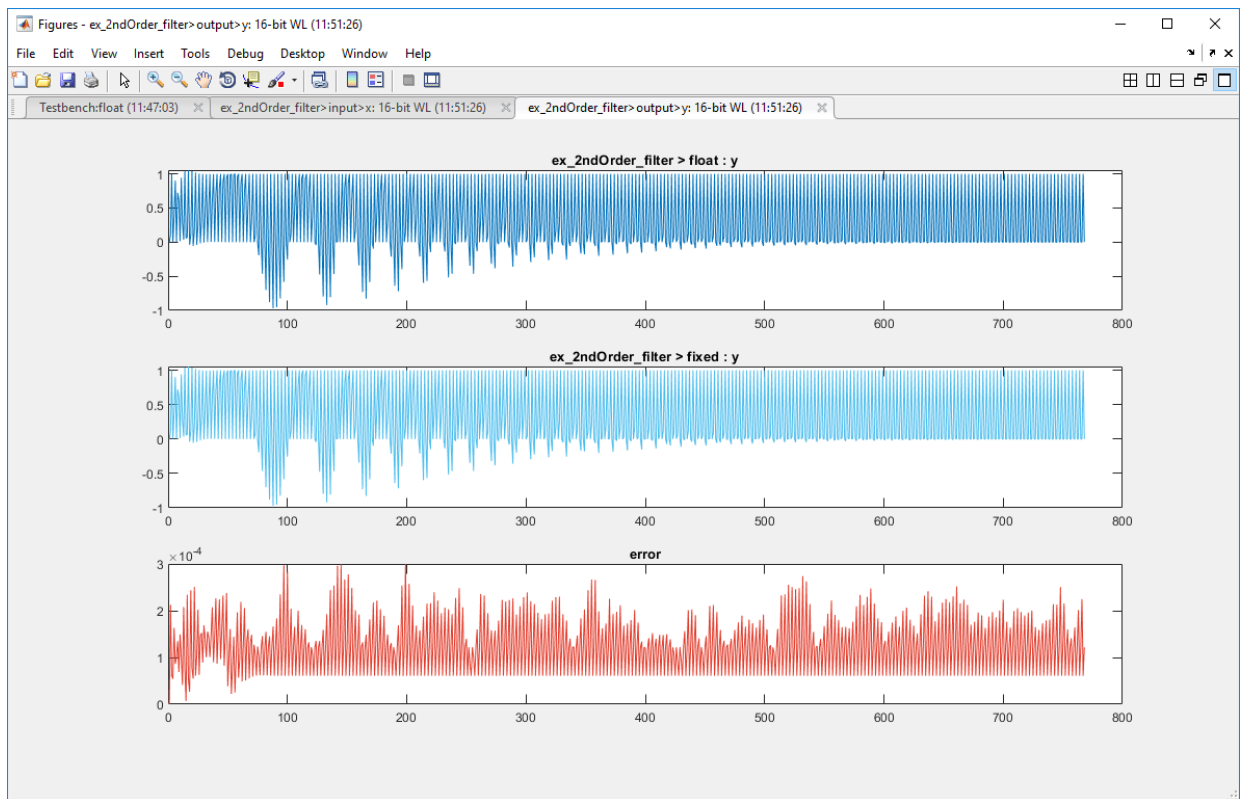 Figures - ex_2ndOrder_filter>output>y: 16-bit WL (11:51:26)
File Edit View Insert Tools Debug Desktop Window Help
Testbench:float (11:47:03) ex_2ndOrder_filter>input>x: 16-bit WL (11:51:26) ex_2ndOrder_filter>output>y: 16-bit WL (11:51:26)
ex_2ndOrder_filter > float : y
1
0.5
0
-0.5
-1
0 100 200 300 400 500 600 700 800
ex_2ndOrder_filter > fixed : y
1
0.5
0
-0.5
-1
0 100 200 300 400 500 600 700 800
error
×10⁻⁴
3
2
1
0
0 100 200 300 400 500 600 700 800